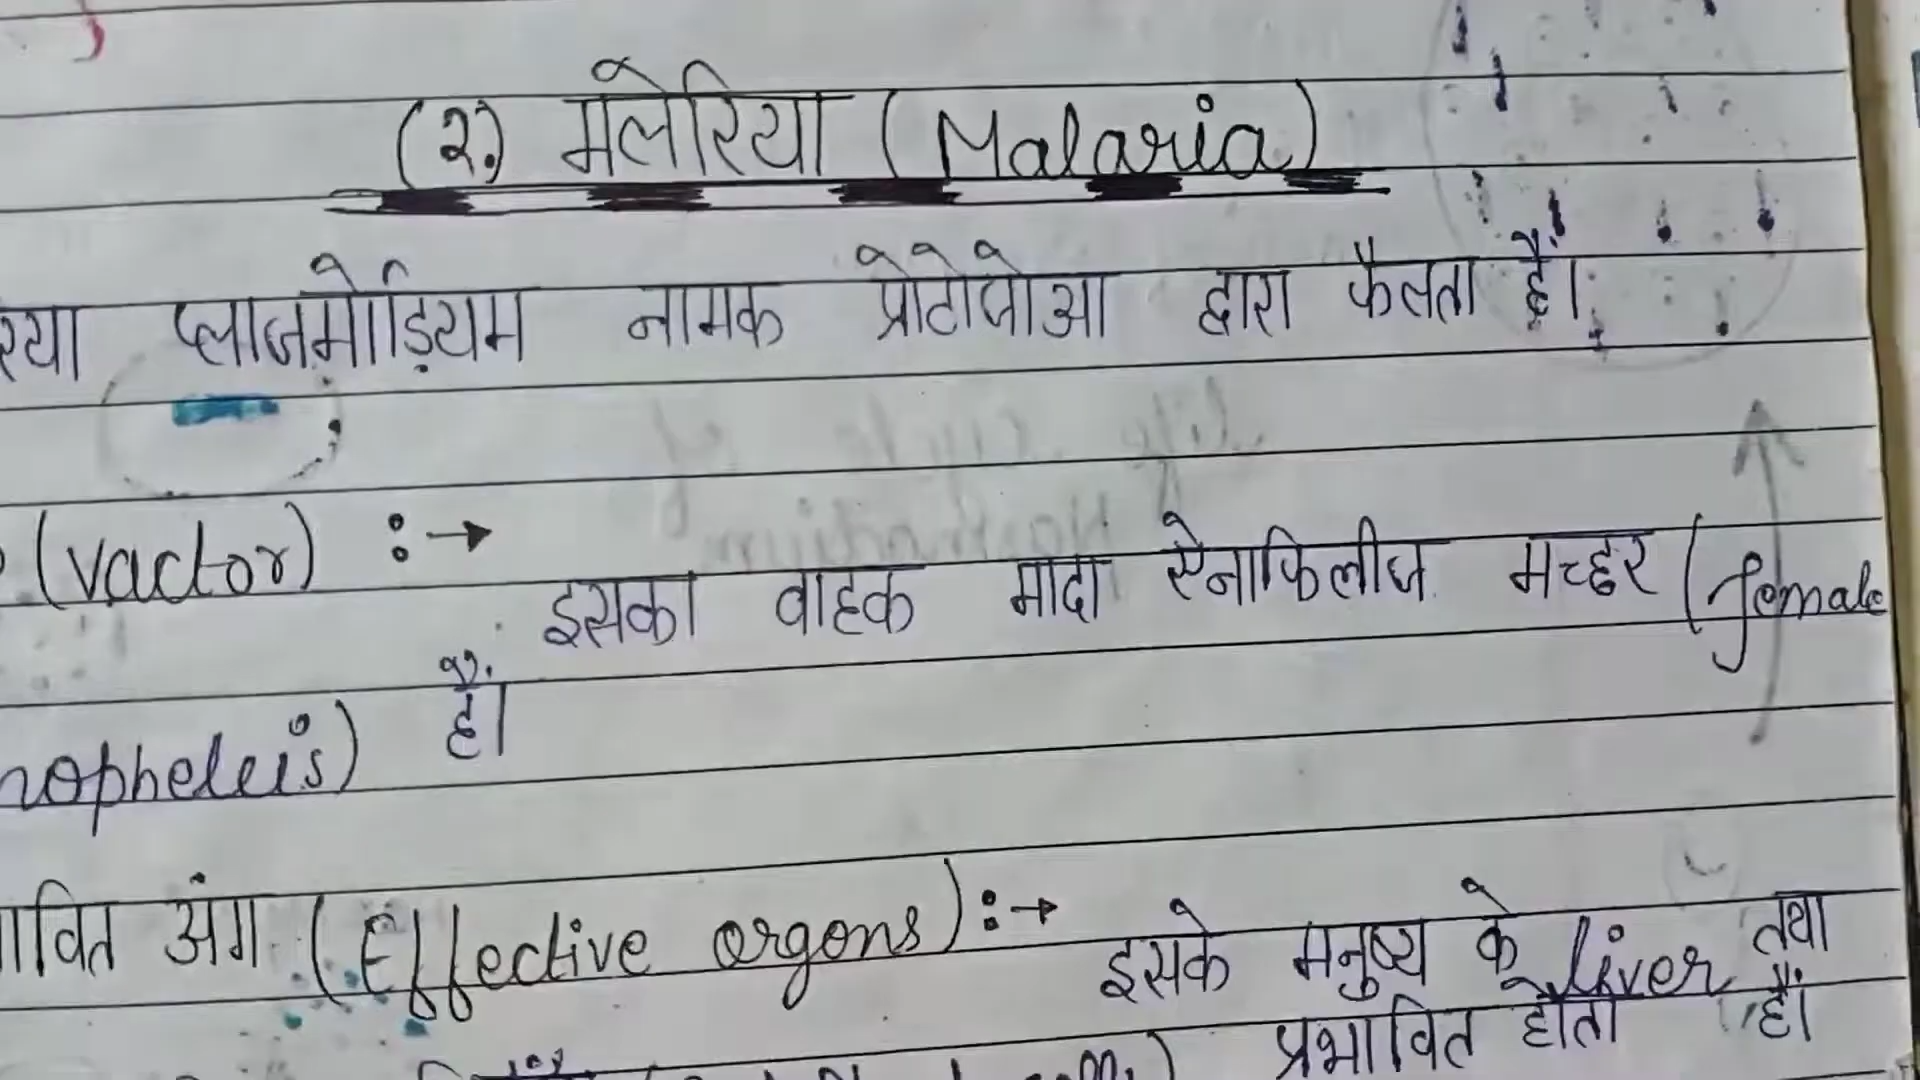 (२.) मलेरिया (Malaria)
रिया प्लाजमोड़ियम नामक प्रोटोजोआ द्वारा फैलता हैं।
(vactor) :→
इसका वाहक मादा ऐनाफिलीज मच्छर (female
nopheleis) हैं।
ावित अंग (Effective orgons) :→ इसके मनुष्य के liver तथा
प्रभावित होता हैं।